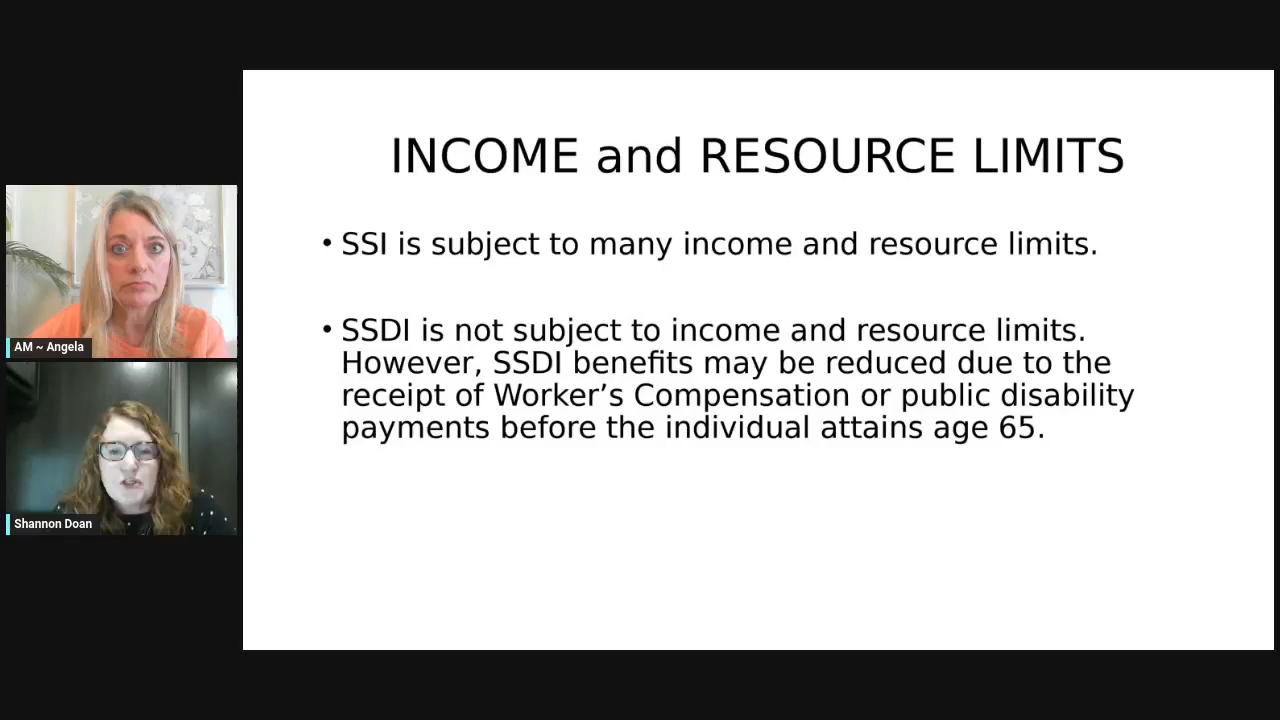 INCOME and RESOURCE LIMITS
• SSI is subject to many income and resource limits.
• SSDI is not subject to income and resource limits.
However, SSDI benefits may be reduced due to the
receipt of Worker’s Compensation or public disability
payments before the individual attains age 65.
AM ~ Angela
Shannon Doan